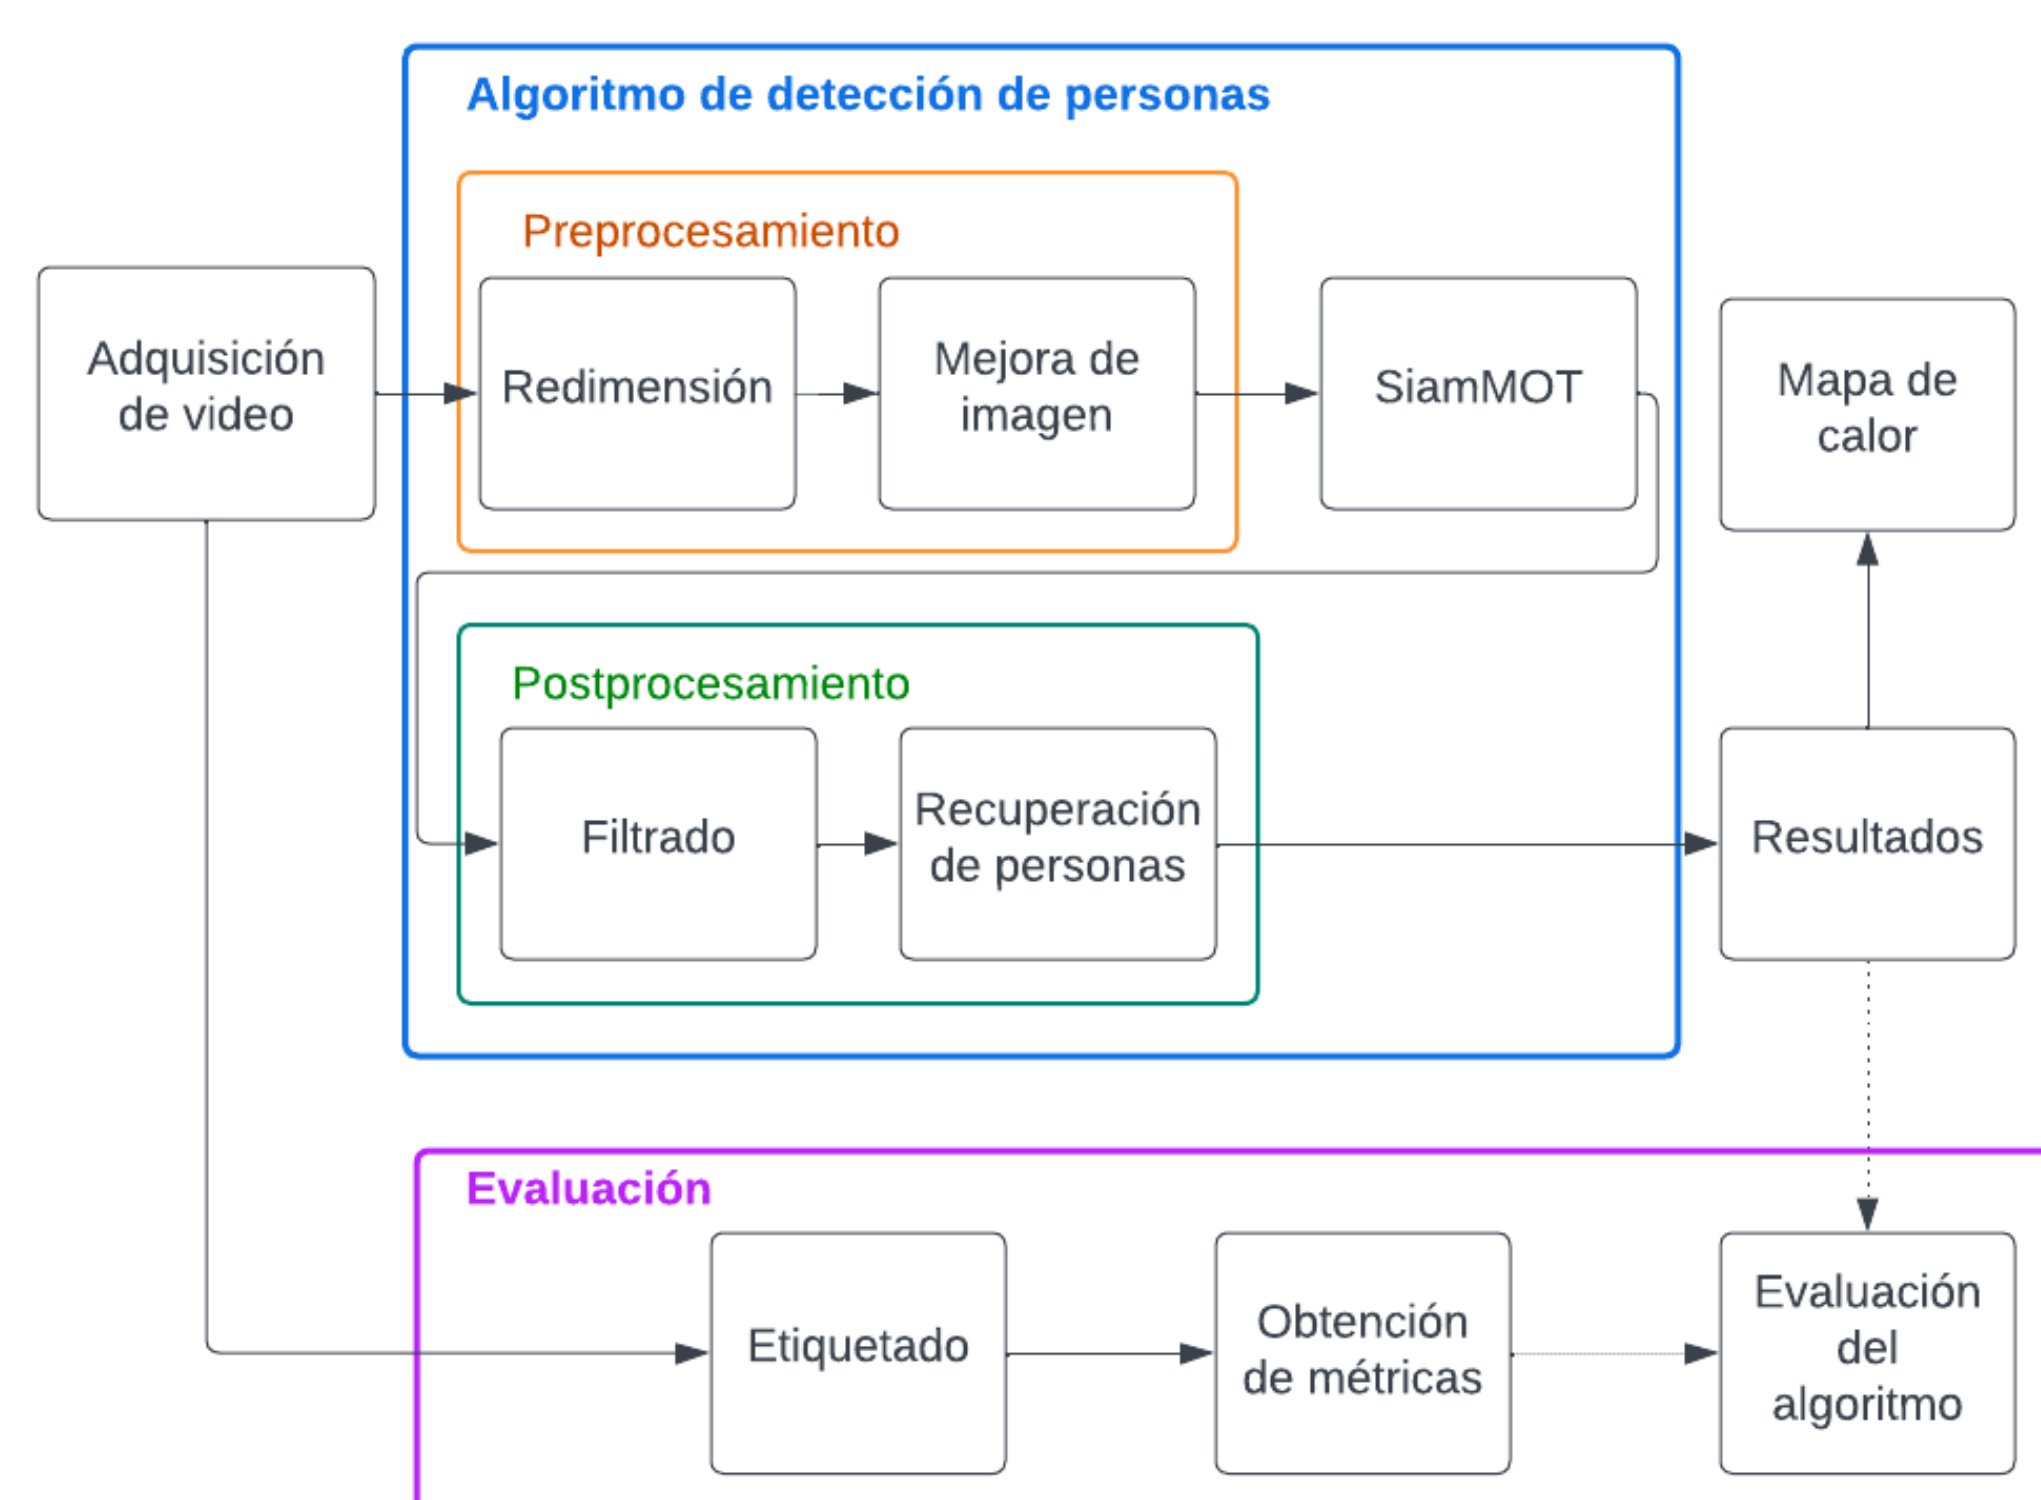 Algoritmo de detección de personas
Preprocesamiento
Adquisición
de video
Redimensión
Mejora de
imagen
SiamMOT
Mapa de
calor
Postprocesamiento
Filtrado
Recuperación
de personas
Resultados
Evaluación
Etiquetado
Obtención
de métricas
Evaluación
del
algoritmo